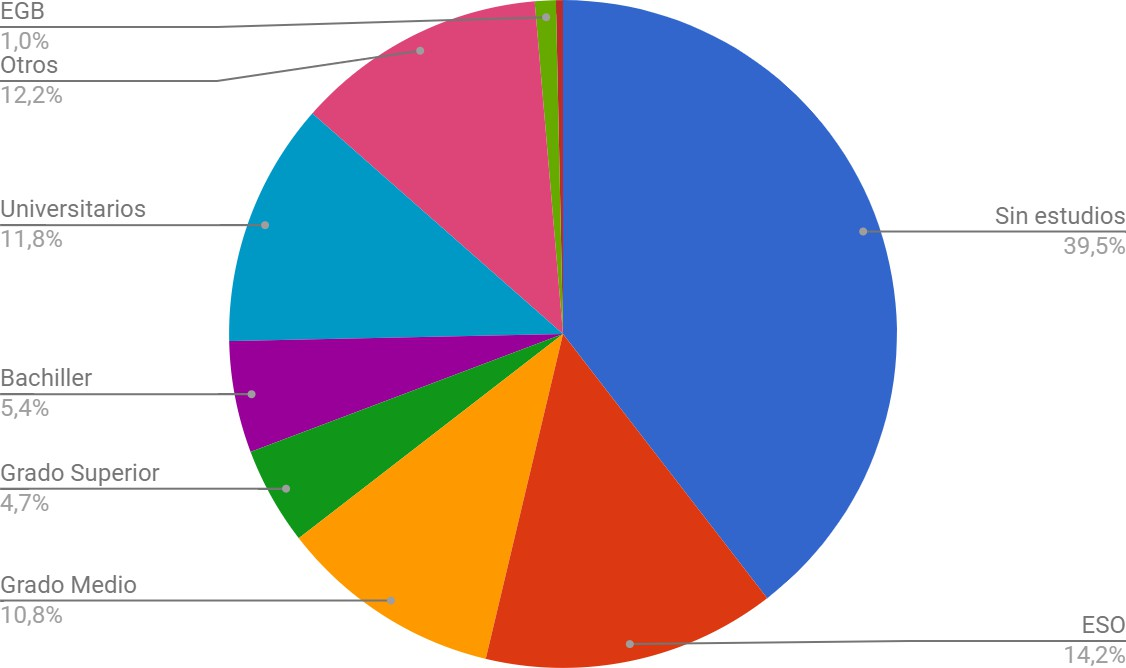 EGB
1,0%
Otros
12,2%
Universitarios
11,8%
Bachiller
5,4%
Grado Superior
4,7%
Grado Medio
10,8%
Sin estudios
39,5%
ESO
14,2%